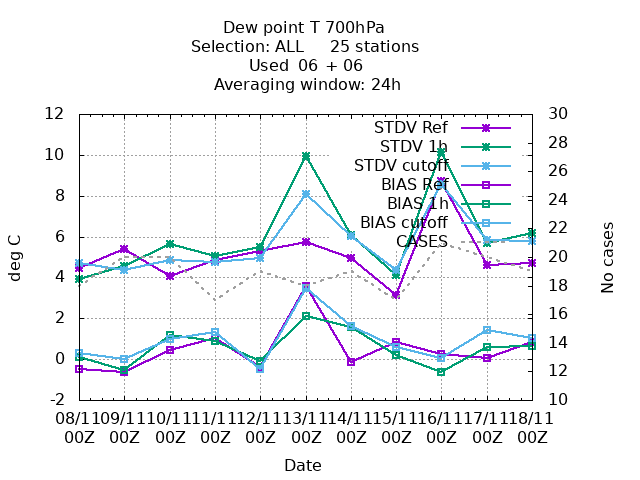 Dew point T 700hPa
Selection: ALL 25 stations
Used 06 + 06
Averaging window: 24h
12 30
STDV Ref
28
STDV 1h
10
26
STDV cutoff
BIAS Ref
8
24
BIAS 1h
BIAS cutoff
22
6
CASES
20
deg C
No cases
4
18
2
16
14
0
12
-2 10
08/11 09/11 10/11 11/11 12/11 13/11 14/11 15/11 16/11 17/11 18/11
00Z 00Z 00Z 00Z 00Z 00Z 00Z 00Z 00Z 00Z 00Z
Date